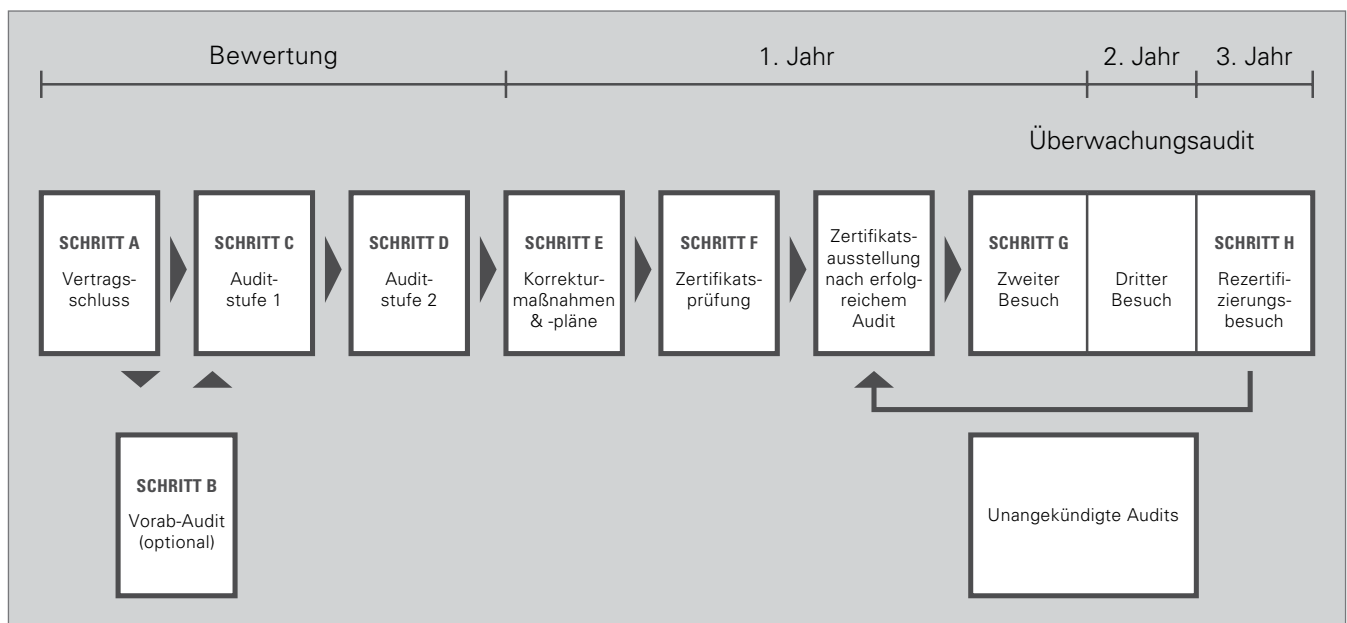 Bewertung
1. Jahr
2. Jahr
3. Jahr
Überwachungsaudit
SCHRITT A
Vertrags-
schluss
SCHRITT C
Audit-
stufe 1
SCHRITT D
Audit-
stufe 2
SCHRITT E
Korrektur-
maßnahmen
& -pläne
SCHRITT F
Zertifikats-
prüfung
Zertifikats-
ausstellung
nach erfolg-
reichem
Audit
SCHRITT G
Zweiter
Besuch
Dritter
Besuch
SCHRITT H
Rezertifi-
zierungs-
besuch
SCHRITT B
Vorab-Audit
(optional)
Unangekündigte Audits